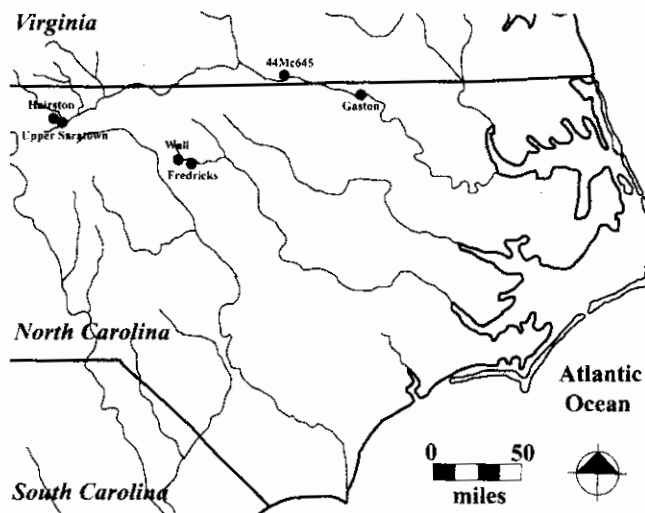 Virginia
44Mc645
Gaston
Hairston
Upper Saratown
Wall
Fredricks
North Carolina
Atlantic
Ocean
0 50
miles
South Carolina